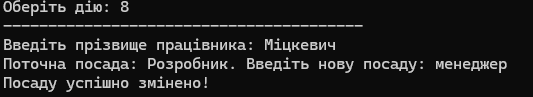 Оберіть дію: 8
----------------------------------------
Введіть прізвище працівника: Міцкевич
Поточна посада: Розробник. Введіть нову посаду: менеджер
Посаду успішно змінено!